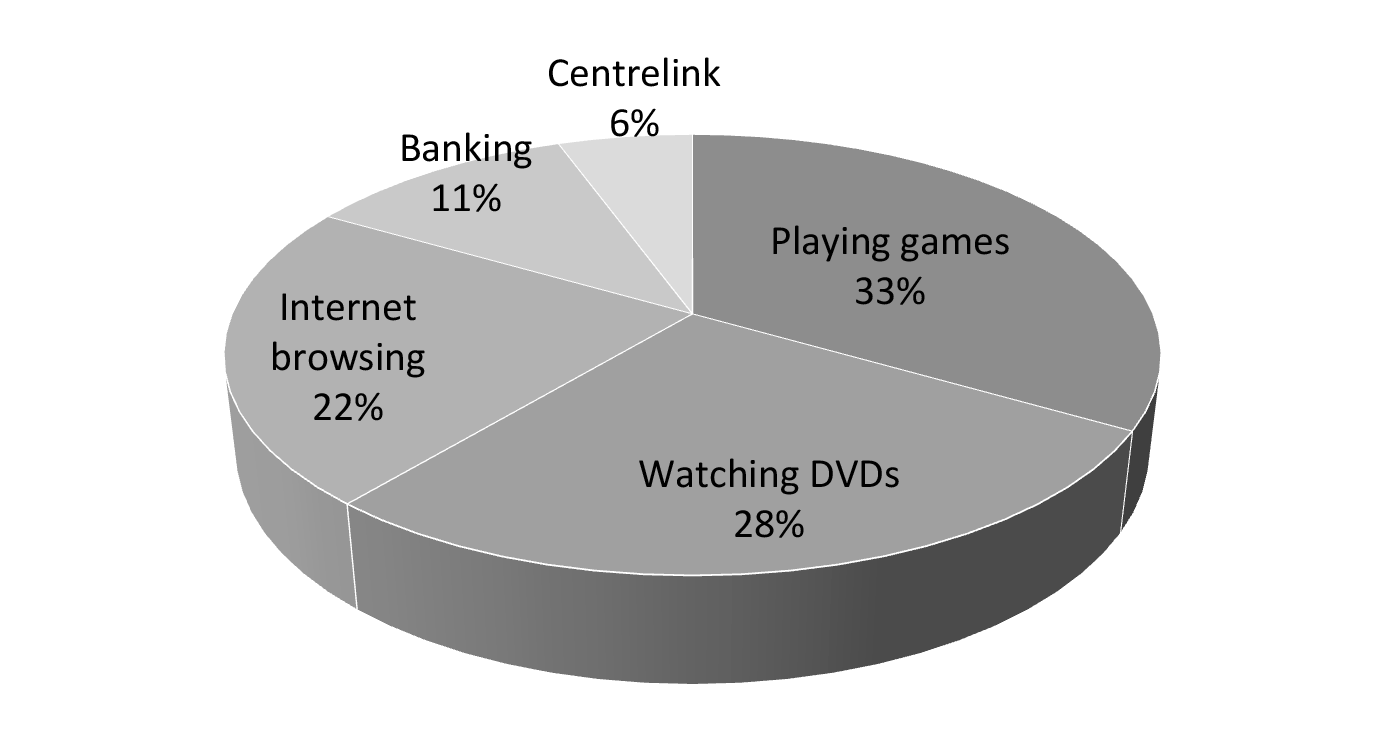 Centrelink
6%
Banking
11%
Playing games
33%
Internet
browsing
22%
Watching DVDs
28%